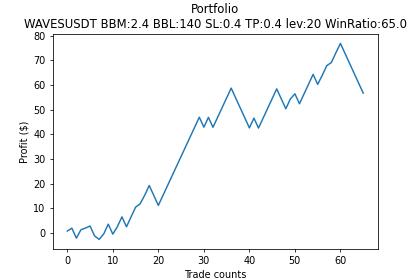 Portfolio
WAVESUSDT BBM:2.4 BBL:140 SL:0.4 TP:0.4 lev:20 WinRatio:65.0
80
70
60
50
40
30
20
10
0
Profit ($)
0 10 20 30 40 50 60
Trade counts